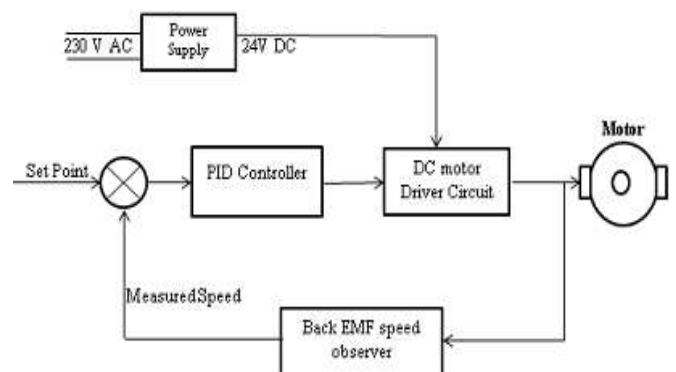 Power
Supply
230 V AC
24V DC
Motor
Set Point
PID Controller
DC motor
Driver Circuit
MeasuredSpeed
Back EMF speed
observer